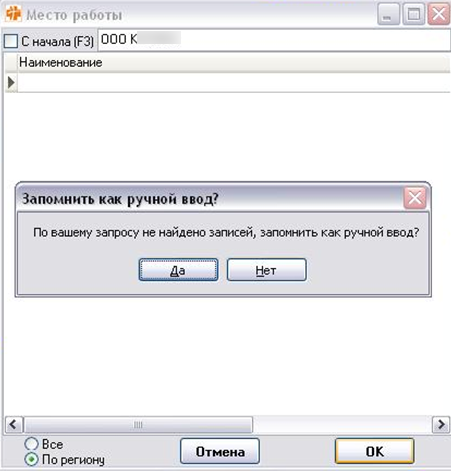 Место работы
С начала (F3) ООО К
Наименование
Запомнить как ручной ввод?
По вашему запросу не найдено записей, запомнить как ручной ввод?
Да Нет
Все
По региону
Отмена OK